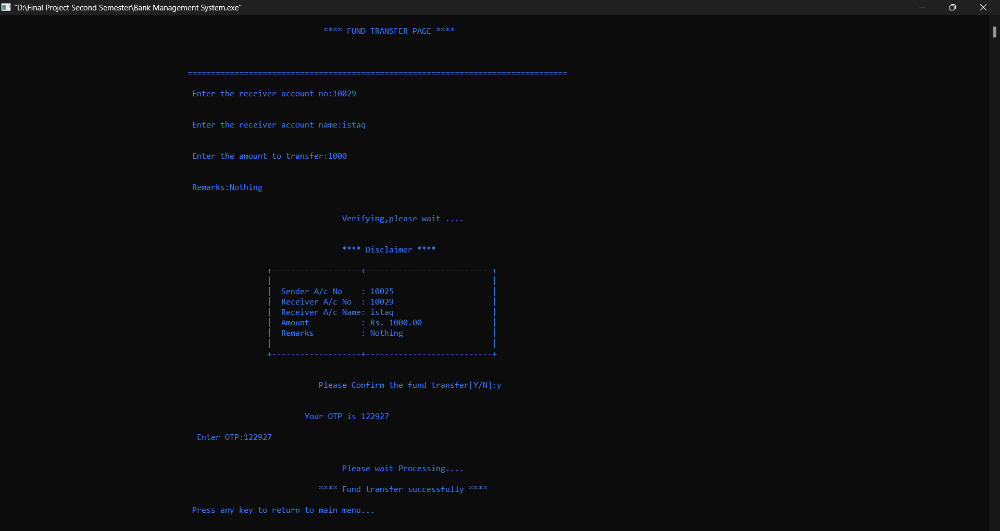 "D:\Final Project Second Semester\Bank Management System.exe"
**** FUND TRANSFER PAGE ****
=================================================================================
Enter the receiver account no:10029
Enter the receiver account name:istaq
Enter the amount to transfer:1000
Remarks:Nothing
Verifying,please wait ....
**** Disclaimer ****
+-------------------+---------------------------+
| Sender A/c No : 10025 |
| Receiver A/c No : 10029 |
| Receiver A/c Name: istaq |
| Amount : Rs. 1000.00 |
| Remarks : Nothing |
+-------------------+---------------------------+
Please Confirm the fund transfer[Y/N]:y
Your OTP is 122927
Enter OTP:122927
Please wait Processing....
**** Fund transfer successfully ****
Press any key to return to main menu...